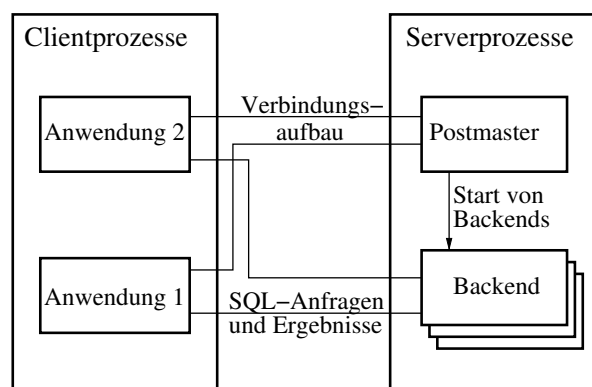 Clientprozesse
Serverprozesse
Anwendung 2
Verbindungs−
aufbau
Postmaster
Start von
Backends
Anwendung 1
SQL−Anfragen
und Ergebnisse
Backend